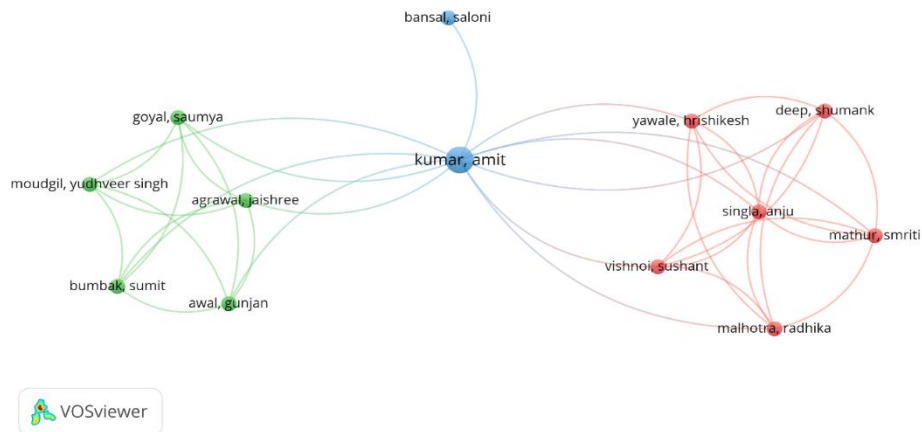 bansal, saloni
goyal, saumya
yawale, hrishikesh
deep, shumank
kumar, amit
moudgil, yudhveer singh
agrawal, jaishree
singla, anju
mathur, smriti
vishnoi, sushant
bumbak, sumit
awal, gunjan
malhotra, radhika
VOSviewer